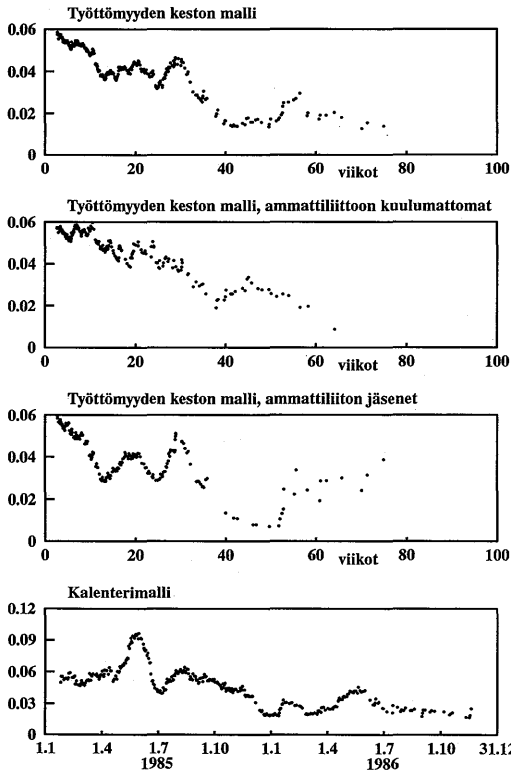 Työttömyyden keston malli
0.06
0.04
0.02
0
0 20 40 60 80 100
viikot
Työttömyyden keston malli, ammattiliittoon kuulumattomat
0.06
0.04
0.02
0
0 20 40 60 80 100
viikot
Työttömyyden keston malli, ammattiliiton jäsenet
0.06
0.04
0.02
0
0 20 40 60 80 100
viikot
Kalenterimalli
0.12
0.09
0.06
0.03
0
1.1 1.4 1.7 1.10 1.1 1.4 1.7 1.10 31.12
1985 1986